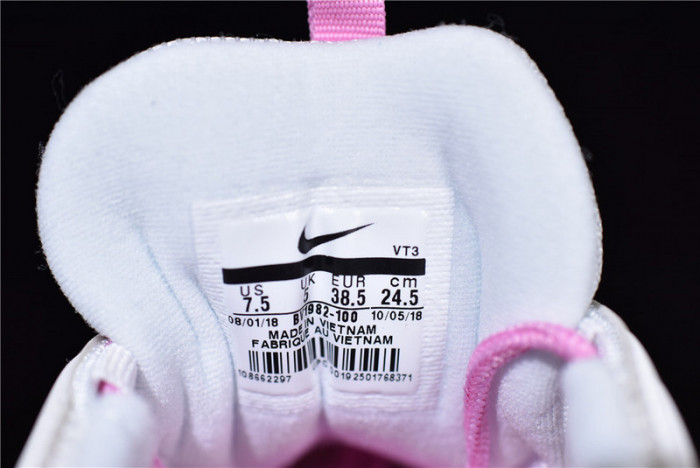 VT3
US UK EUR cm
7.5 5 38.5 24.5
08/01/18 10/05/18
MADE IN VIETNAM
FABRIQUE AU VIETNAM
108662297